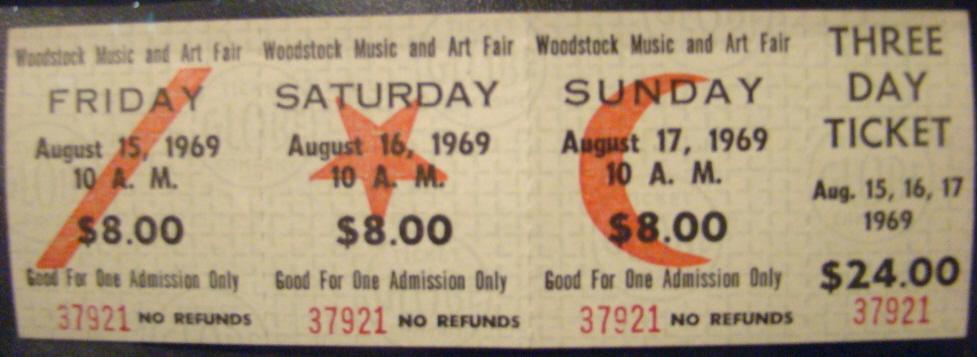 Woodstock Music and Art Fair
FRIDAY
August 15, 1969
10 A. M.
$8.00
Good For One Admission Only
37921 NO REFUNDS
Woodstock Music and Art Fair
SATURDAY
August 16, 1969
10 A. M.
$8.00
Good For One Admission Only
37921 NO REFUNDS
Woodstock Music and Art Fair
SUNDAY
August 17, 1969
10 A. M.
$8.00
Good For One Admission Only
37921 NO REFUNDS
THREE
DAY
TICKET
Aug. 15, 16, 17
1969
$24.00
37921